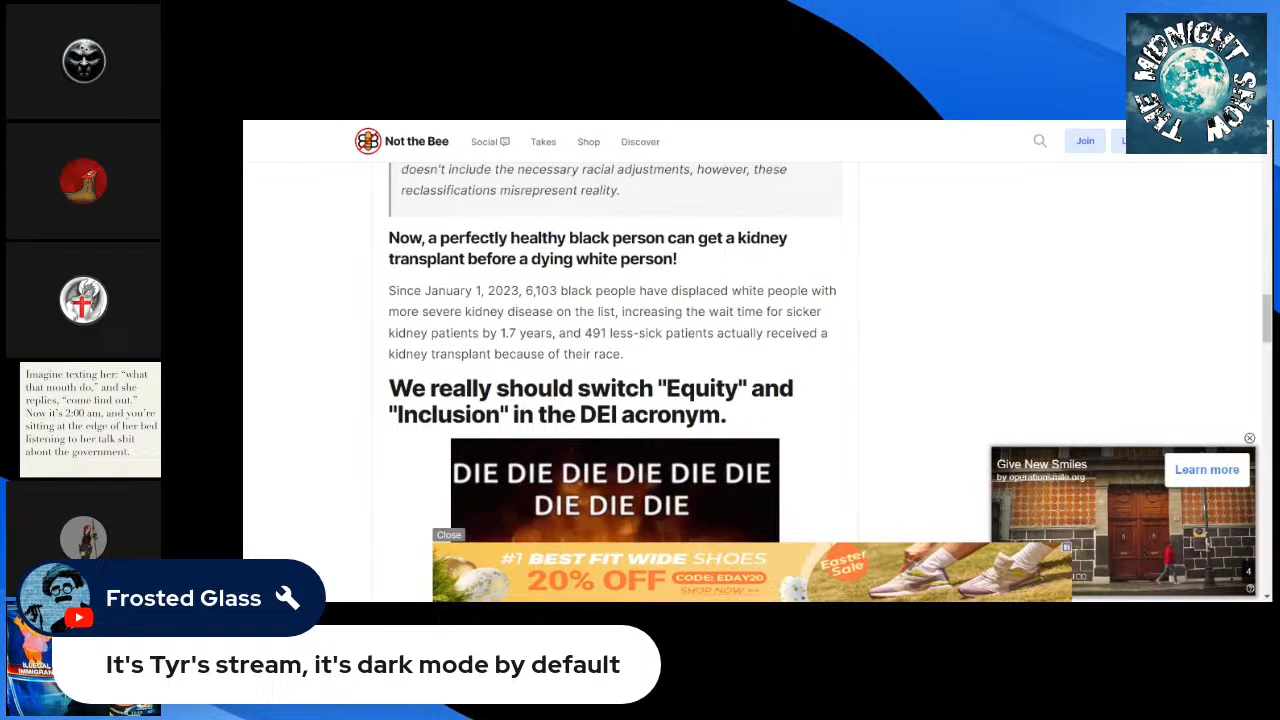 THE MIDNIGHT SHOW
Not the Bee
Social
Takes
Shop
Discover
Join
doesn't include the necessary racial adjustments, however, these
reclassifications misrepresent reality.
Now, a perfectly healthy black person can get a kidney
transplant before a dying white person!
Since January 1, 2023, 6,103 black people have displaced white people with
more severe kidney disease on the list, increasing the wait time for sicker
kidney patients by 1.7 years, and 491 less-sick patients actually received a
kidney transplant because of their race.
We really should switch "Equity" and
"Inclusion" in the DEI acronym.
DIE DIE DIE DIE DIE DIE DIE
DIE DIE DIE
Give New Smiles
by operationsmile.org
Learn more
4
Close
#1 BEST FIT WIDE SHOES
20% OFF
CODE: EDAY20
SHOP NOW >>
Easter
Sale
Imagine texting her: “what
that mouth do,” and she
replies, “come find out.”
Now it’s 2:00 am, and you’re
sitting at the edge of her bed
listening to her talk shit
about the government.
Frosted Glass
It's Tyr's stream, it's dark mode by default
ILLEGAL